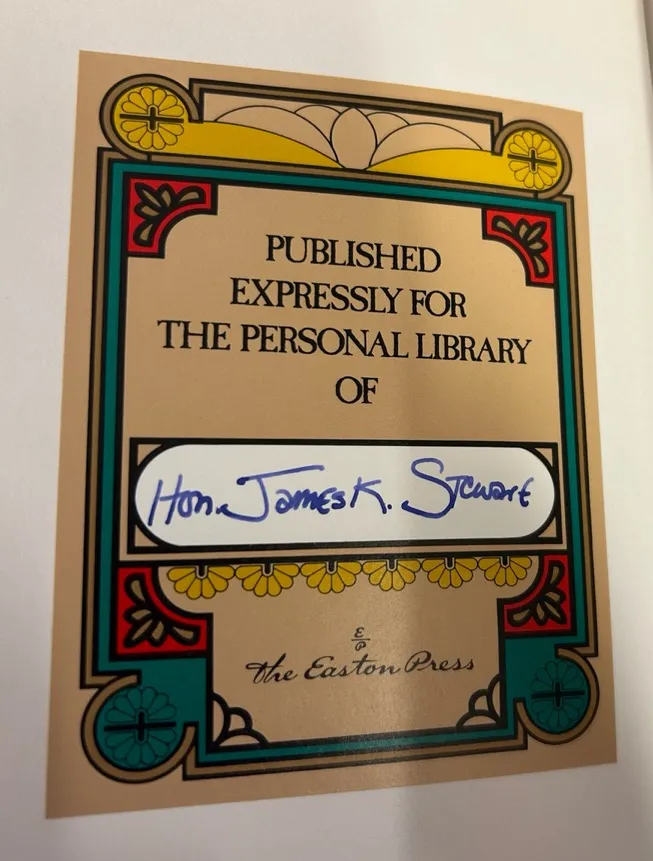 PUBLISHED
EXPRESSLY FOR
THE PERSONAL LIBRARY
OF
Hon. James K. Stewart
E
P
The Easton Press